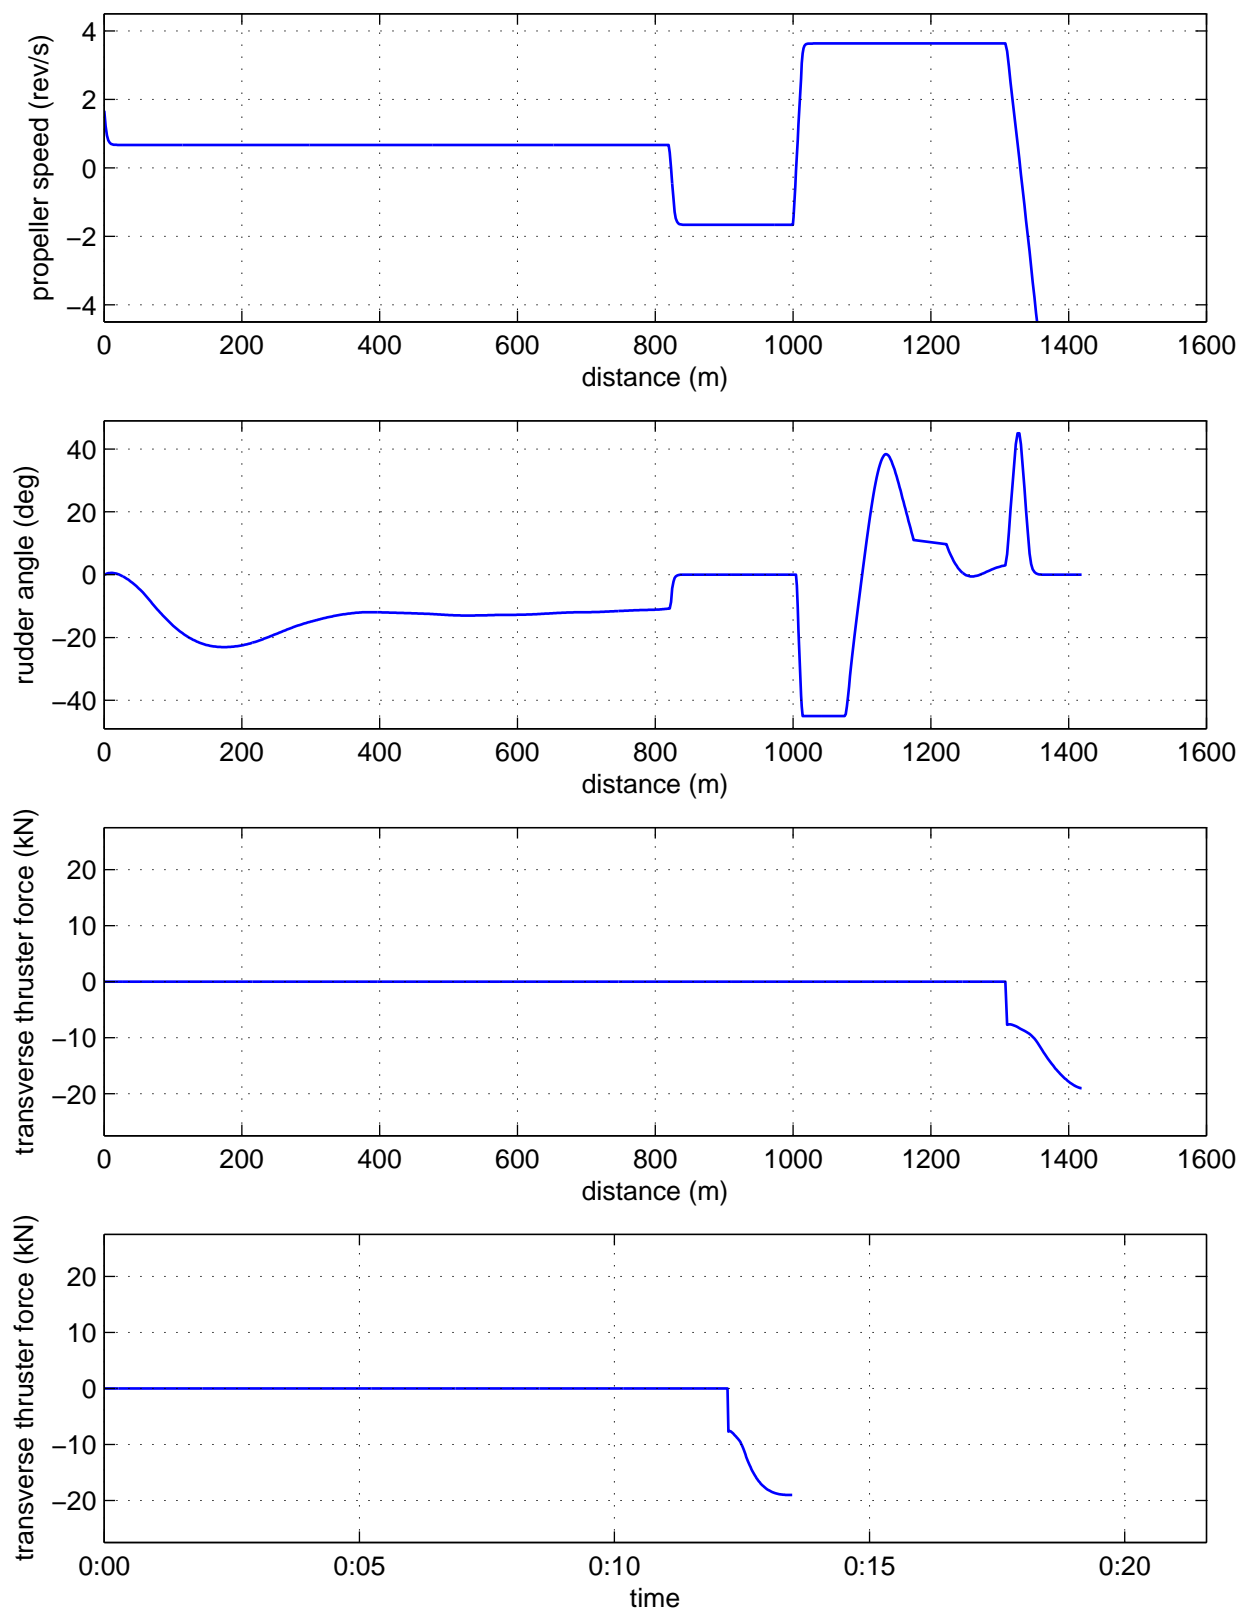 propeller speed (rev/s)
4
2
0
−2
−4
0 200 400 600 800 1000 1200 1400 1600
distance (m)
rudder angle (deg)
40
20
0
−20
−40
0 200 400 600 800 1000 1200 1400 1600
distance (m)
transverse thruster force (kN)
20
10
0
−10
−20
0 200 400 600 800 1000 1200 1400 1600
distance (m)
transverse thruster force (kN)
20
10
0
−10
−20
0:00 0:05 0:10 0:15 0:20
time